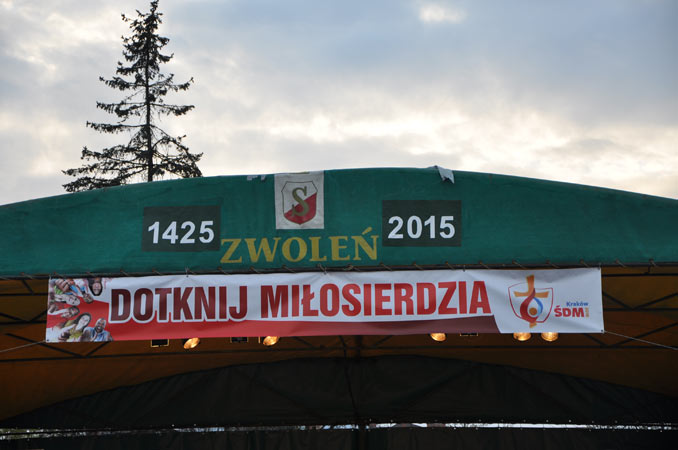 S
1425
2015
ZWOLEŃ
DOTKNIJ MIŁOSIERDZIA
Kraków
ŚDM